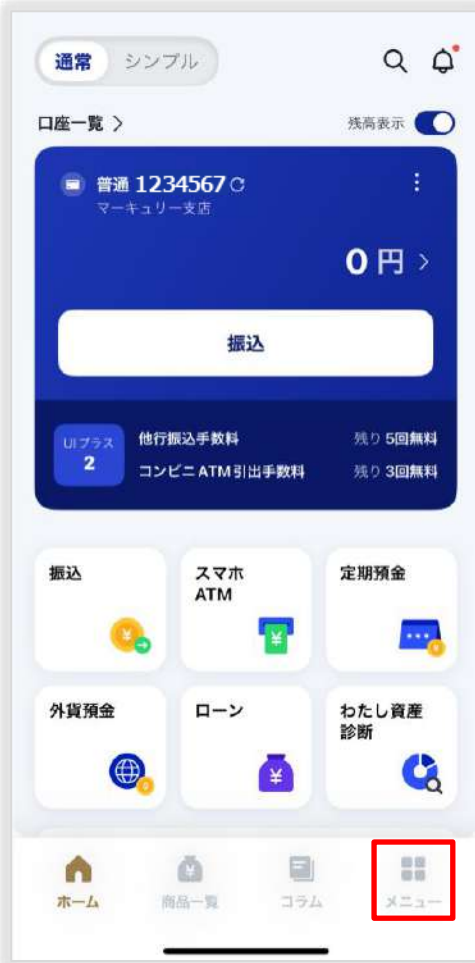 通常 シンプル
口座一覧 >
残高表示
普通 1234567
マーキュリー支店
0 円 >
振込
UIプラス
2
他行振込手数料 残り 5回無料
コンビニATM引出手数料 残り 3回無料
振込
スマホ
ATM
定期預金
外貨預金
ローン
わたし資産
診断
ホーム 商品一覧 コラム メニュー